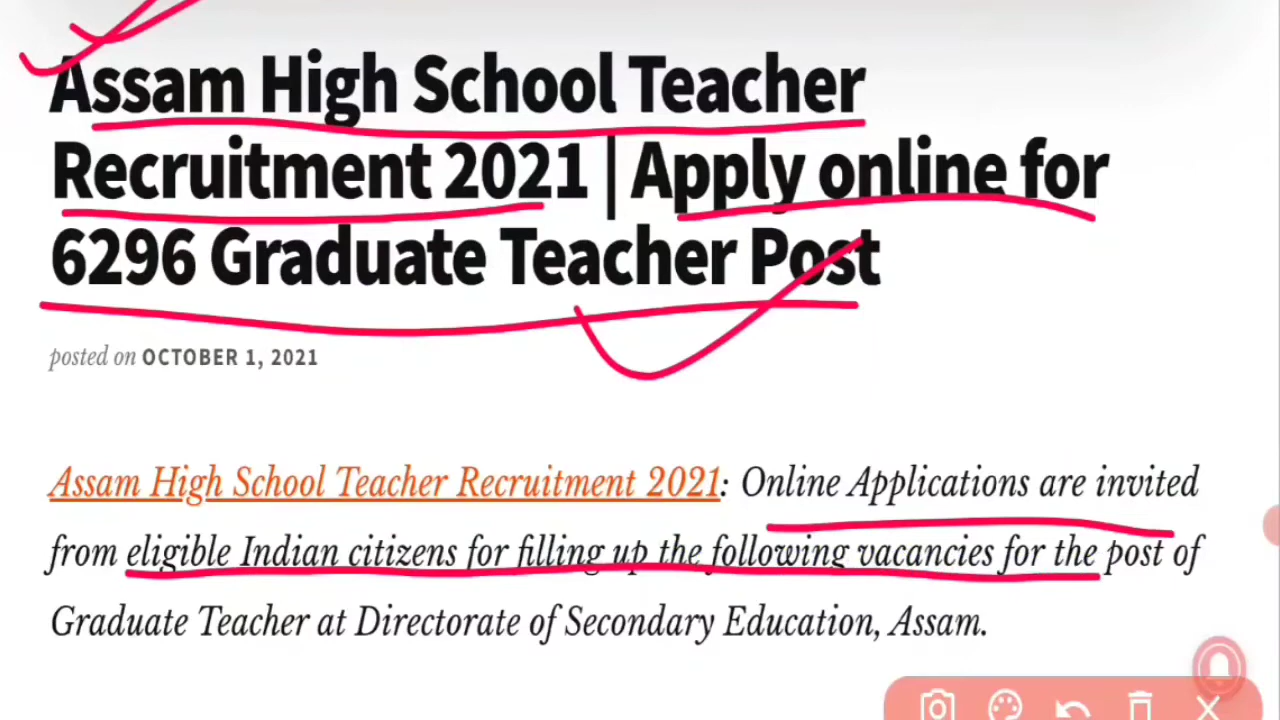 Assam High School Teacher
Recruitment 2021 | Apply online for
6296 Graduate Teacher Post
posted on OCTOBER 1, 2021
Assam High School Teacher Recruitment 2021: Online Applications are invited
from eligible Indian citizens for filling up the following vacancies for the post of
Graduate Teacher at Directorate of Secondary Education, Assam.